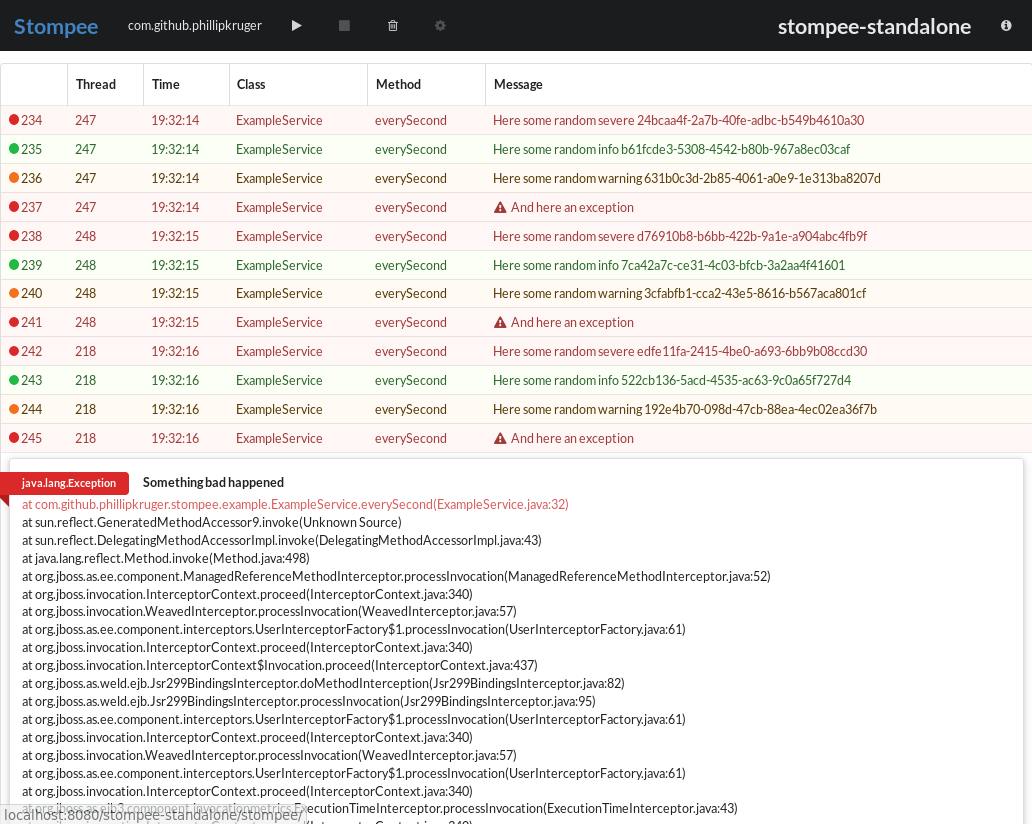 Stompee com.github.phillipkruger stompee-standalone
Thread Time Class Method Message
234 247 19:32:14 ExampleService everySecond Here some random severe 24bcaa4f-2a7b-40fe-adbc-b549b4610a30
235 247 19:32:14 ExampleService everySecond Here some random info b61fcde3-5308-4542-b80b-967a8ec03caf
236 247 19:32:14 ExampleService everySecond Here some random warning 631b0c3d-2b85-4061-a0e9-1e313ba8207d
237 247 19:32:14 ExampleService everySecond And here an exception
238 248 19:32:15 ExampleService everySecond Here some random severe d76910b8-b6bb-422b-9a1e-a904abc4fb9f
239 248 19:32:15 ExampleService everySecond Here some random info 7ca42a7c-ce31-4c03-bfcb-3a2aa4f41601
240 248 19:32:15 ExampleService everySecond Here some random warning 3cfabfb1-cca2-43e5-8616-b567aca801cf
241 248 19:32:15 ExampleService everySecond And here an exception
242 218 19:32:16 ExampleService everySecond Here some random severe edfe11fa-2415-4be0-a693-6bb9b08ccd30
243 218 19:32:16 ExampleService everySecond Here some random info 522cb136-5acd-4535-ac63-9c0a65f727d4
244 218 19:32:16 ExampleService everySecond Here some random warning 192e4b70-098d-47cb-88ea-4ec02ea36f7b
245 218 19:32:16 ExampleService everySecond And here an exception
java.lang.Exception Something bad happened
at com.github.phillipkruger.stompee.example.ExampleService.everySecond(ExampleService.java:32)
at sun.reflect.GeneratedMethodAccessor9.invoke(Unknown Source)
at sun.reflect.DelegatingMethodAccessorImpl.invoke(DelegatingMethodAccessorImpl.java:43)
at java.lang.reflect.Method.invoke(Method.java:498)
at org.jboss.as.ee.component.ManagedReferenceMethodInterceptor.processInvocation(ManagedReferenceMethodInterceptor.java:52)
at org.jboss.invocation.InterceptorContext.proceed(InterceptorContext.java:340)
at org.jboss.invocation.WeavedInterceptor.processInvocation(WeavedInterceptor.java:57)
at org.jboss.as.ee.component.interceptors.UserInterceptorFactory$1.processInvocation(UserInterceptorFactory.java:61)
at org.jboss.invocation.InterceptorContext.proceed(InterceptorContext.java:340)
at org.jboss.invocation.InterceptorContext$Invocation.proceed(InterceptorContext.java:437)
at org.jboss.as.weld.ejb.Jsr299BindingsInterceptor.doMethodInterception(Jsr299BindingsInterceptor.java:82)
at org.jboss.as.weld.ejb.Jsr299BindingsInterceptor.processInvocation(Jsr299BindingsInterceptor.java:95)
at org.jboss.as.ee.component.interceptors.UserInterceptorFactory$1.processInvocation(UserInterceptorFactory.java:61)
at org.jboss.invocation.InterceptorContext.proceed(InterceptorContext.java:340)
at org.jboss.invocation.WeavedInterceptor.processInvocation(WeavedInterceptor.java:57)
at org.jboss.as.ee.component.interceptors.UserInterceptorFactory$1.processInvocation(UserInterceptorFactory.java:61)
at org.jboss.invocation.InterceptorContext.proceed(InterceptorContext.java:340)
at org.jboss.as.ejb3.component.invocationmetrics.ExecutionTimeInterceptor.processInvocation(ExecutionTimeInterceptor.java:43)
localhost:8080/stompee-standalone/stompee/